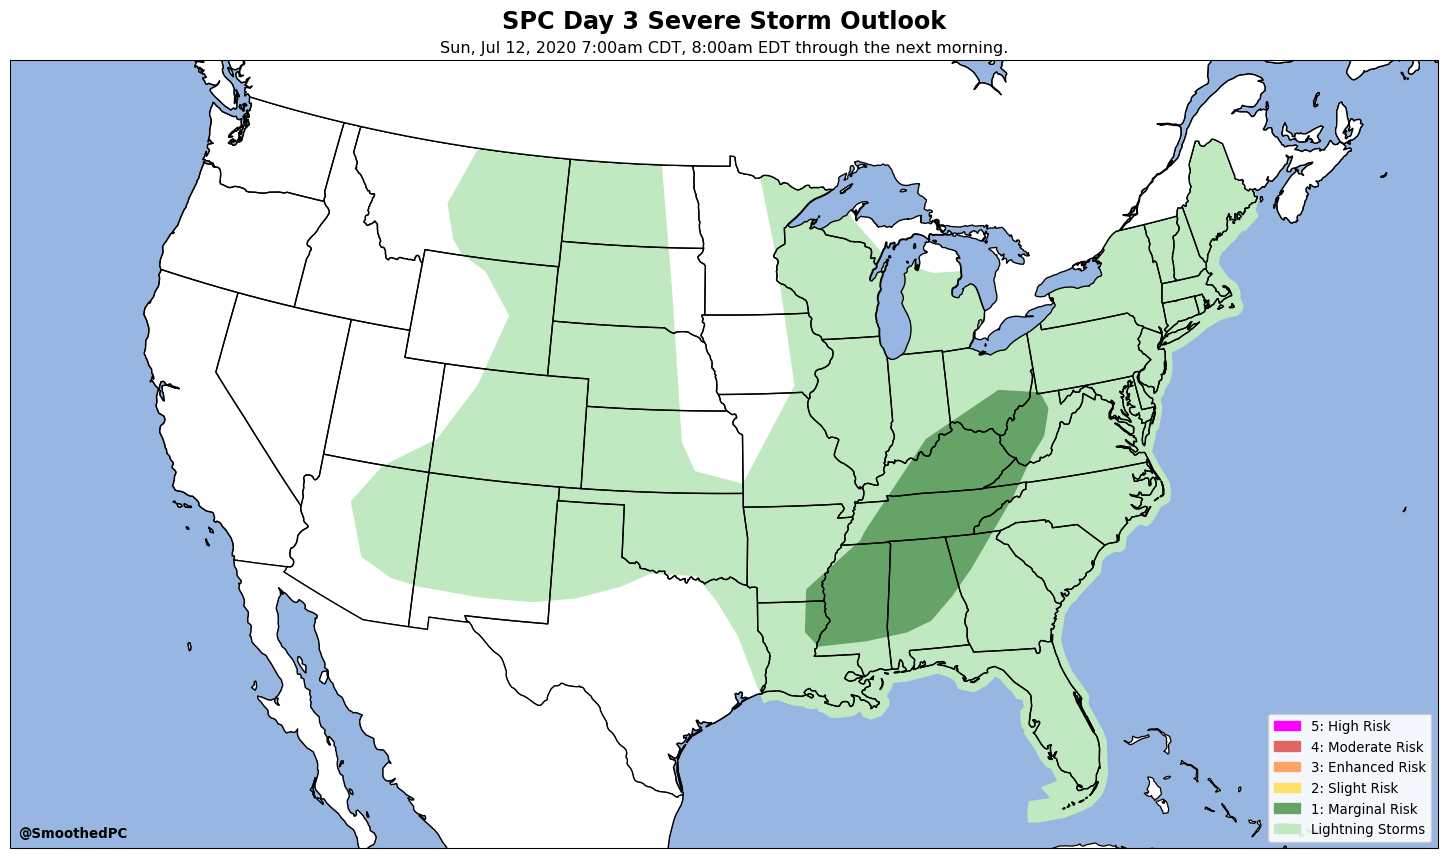 SPC Day 3 Severe Storm Outlook
Sun, Jul 12, 2020 7:00am CDT, 8:00am EDT through the next morning.
5: High Risk
4: Moderate Risk
3: Enhanced Risk
2: Slight Risk
1: Marginal Risk
Lightning Storms
@SmoothedPC